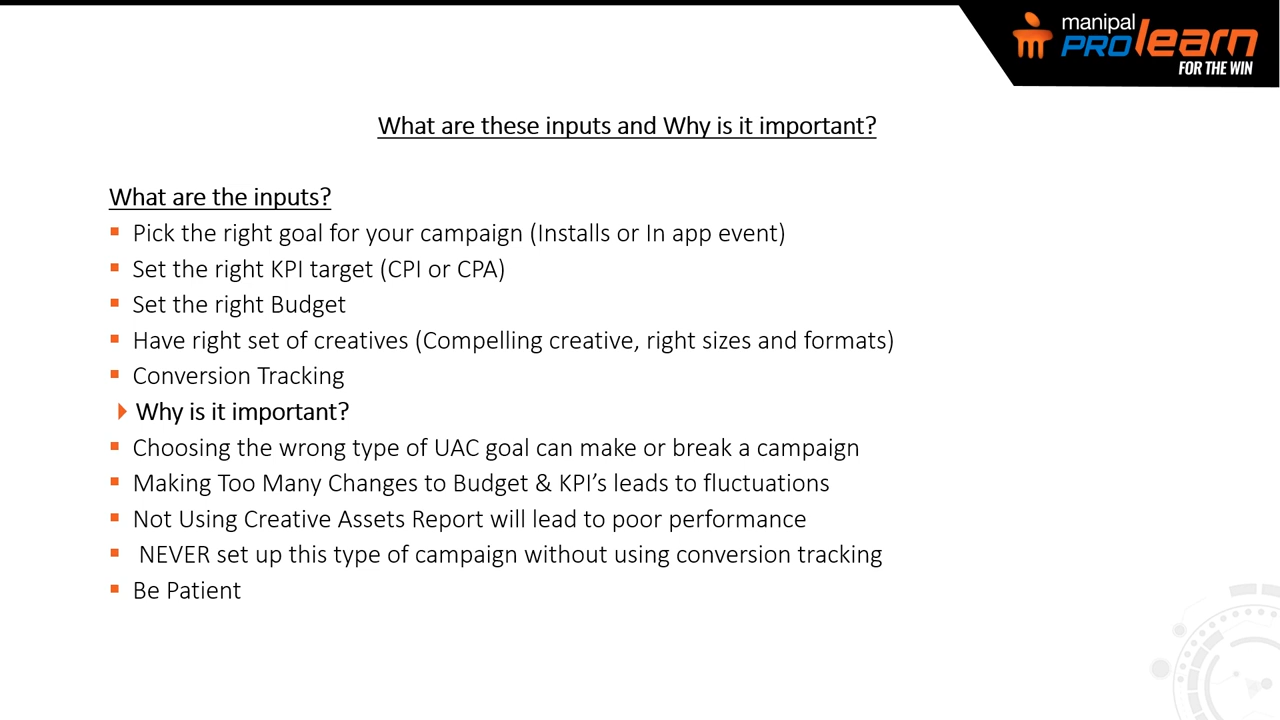 manipal
PROlearn
FOR THE WIN
What are these inputs and Why is it important?
What are the inputs?
Pick the right goal for your campaign (Installs or In app event)
Set the right KPI target (CPI or CPA)
Set the right Budget
Have right set of creatives (Compelling creative, right sizes and formats)
Conversion Tracking
Why is it important?
Choosing the wrong type of UAC goal can make or break a campaign
Making Too Many Changes to Budget & KPI’s leads to fluctuations
Not Using Creative Assets Report will lead to poor performance
NEVER set up this type of campaign without using conversion tracking
Be Patient